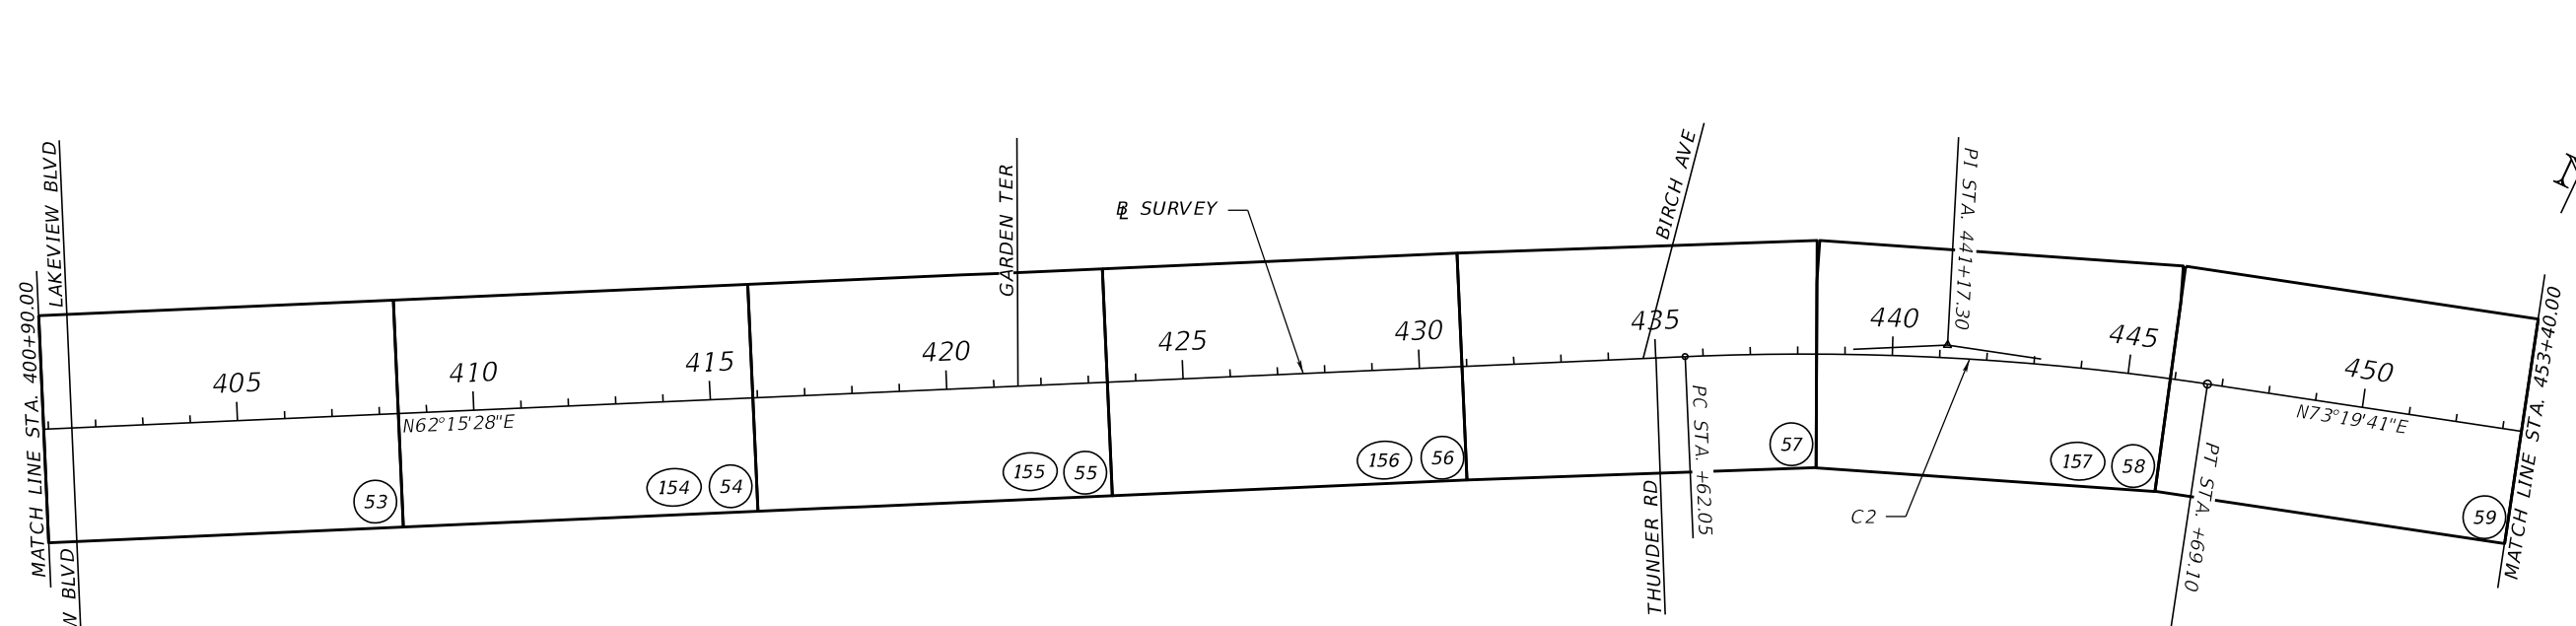 MATCH LINE STA. 400+90.00
LAKEVIEW BLVD
BLVD
405
N62°15'28"E
53
410
415
154
54
GARDEN TER
420
155
55
SURVEY
425
430
156
56
BIRCH AVE
435
THUNDER RD
PC STA. +62.05
57
PI STA. 441+17.30
440
445
C2
157
58
PT STA. +69.10
450
N73°19'41"E
59
MATCH LINE STA. 453+40.00